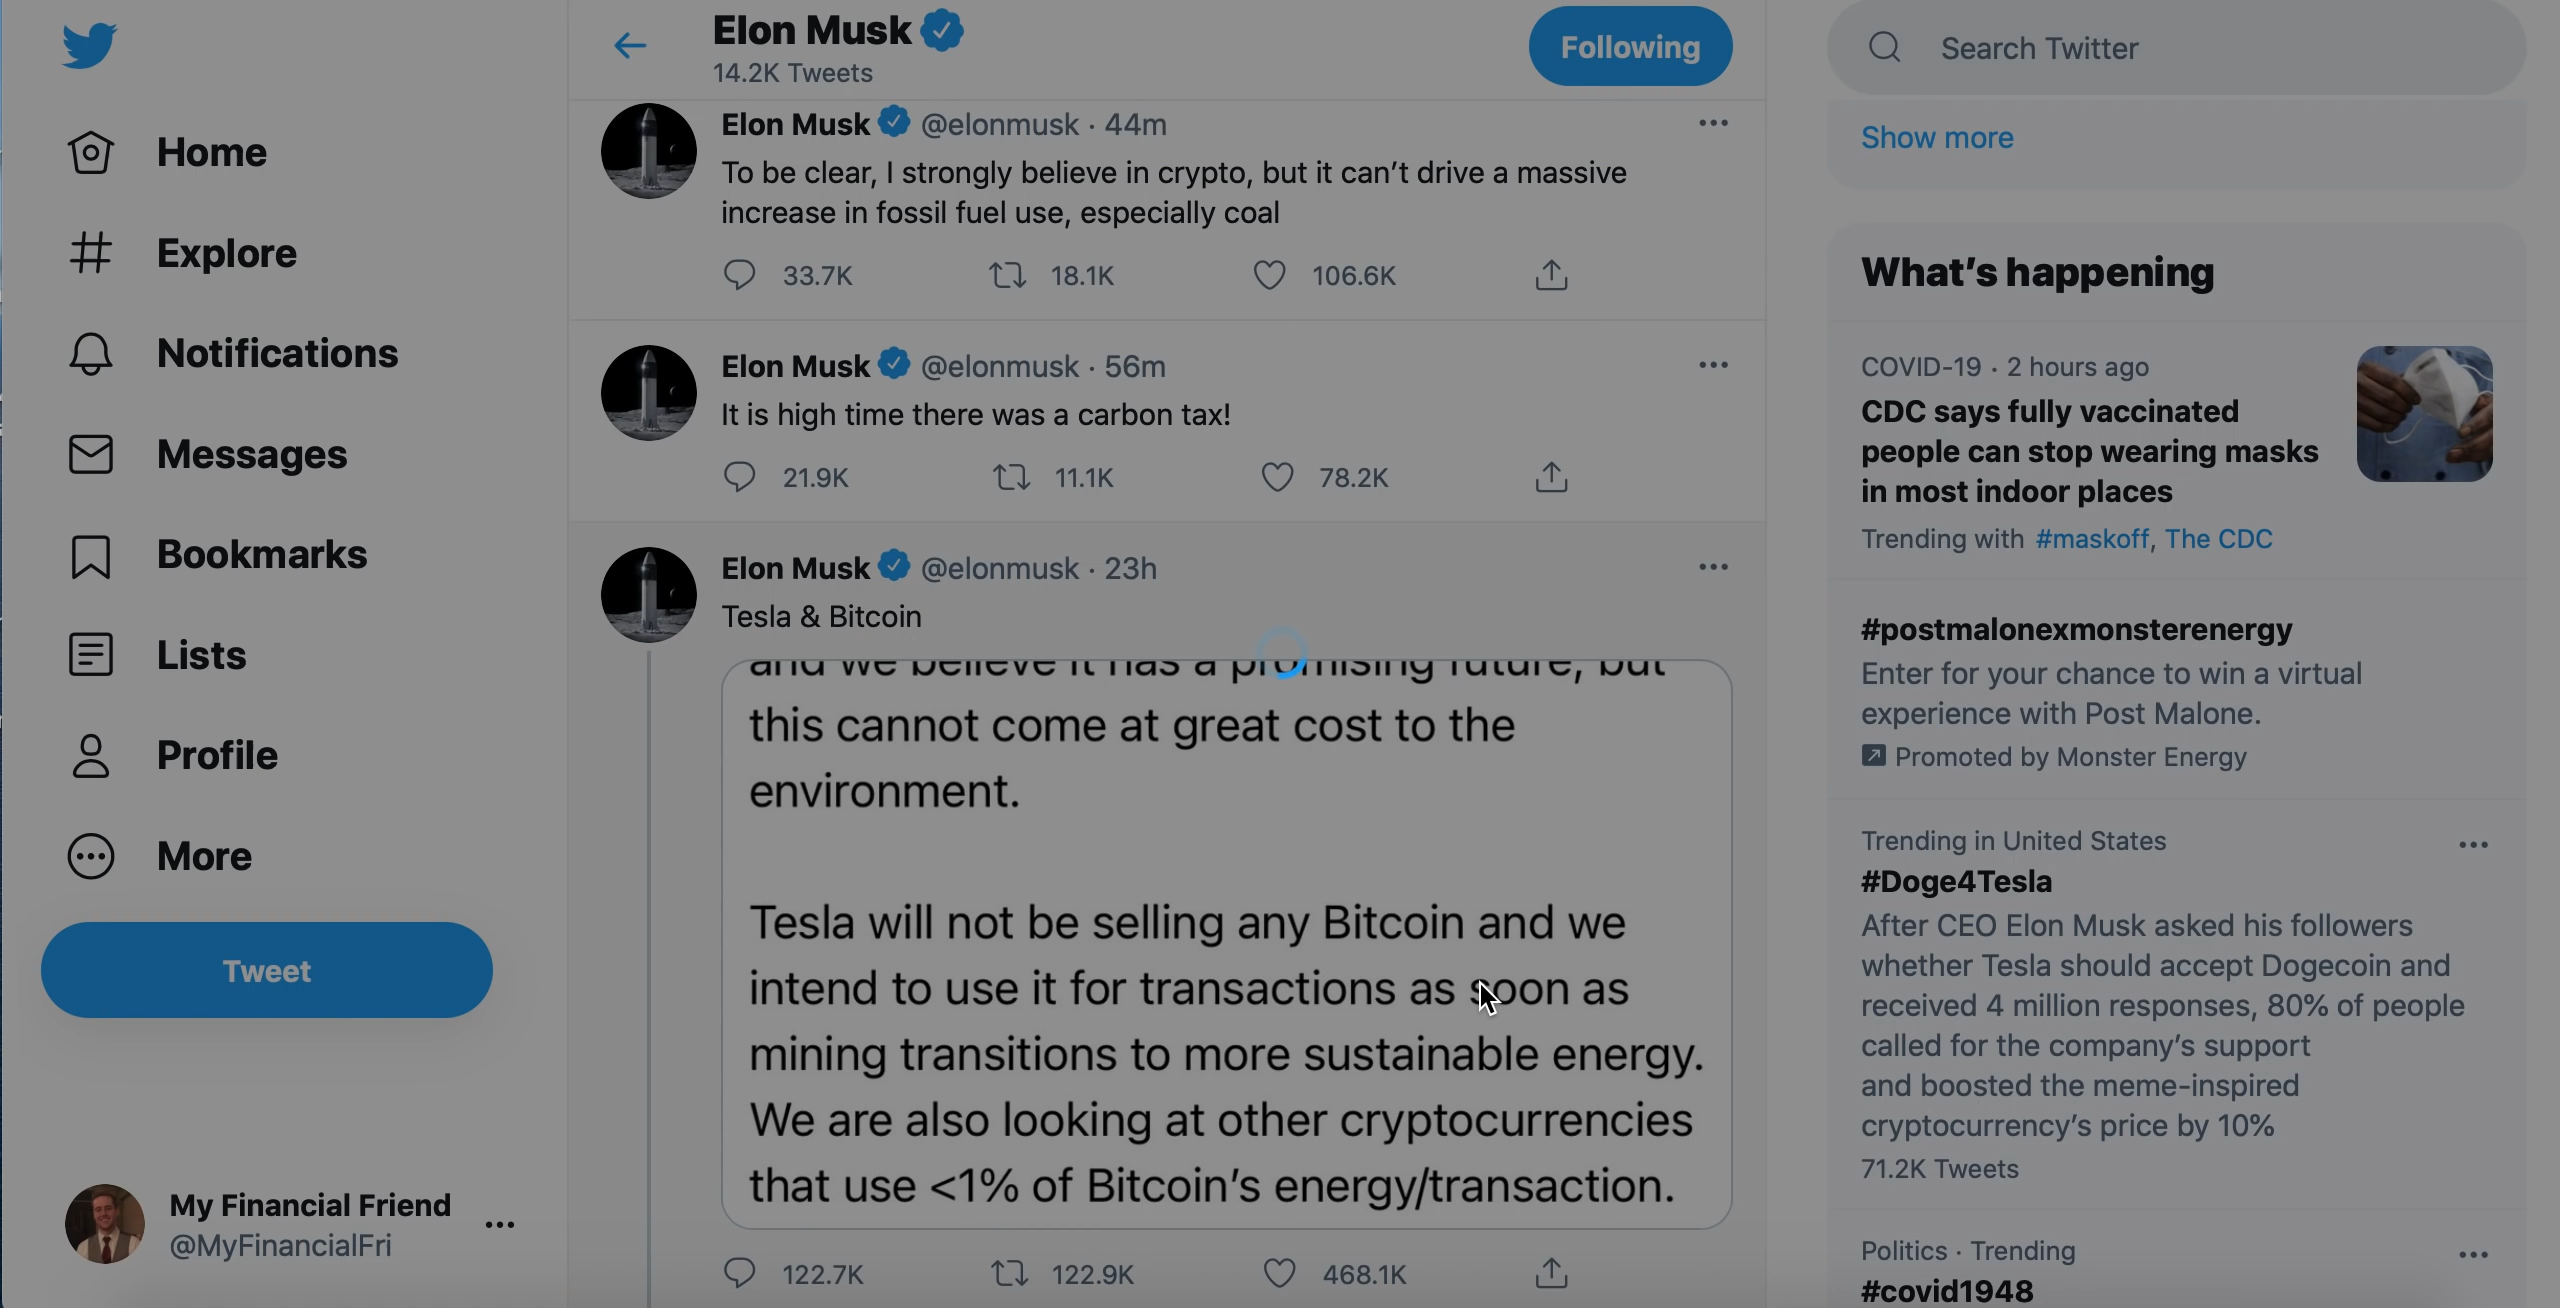 Home
Explore
Notifications
Messages
Bookmarks
Lists
Profile
More
Tweet
My Financial Friend
@MyFinancialFri
Elon Musk
14.2K Tweets
Following
Elon Musk @elonmusk · 44m
To be clear, I strongly believe in crypto, but it can’t drive a massive
increase in fossil fuel use, especially coal
33.7K 18.1K 106.6K
Elon Musk @elonmusk · 56m
It is high time there was a carbon tax!
21.9K 11.1K 78.2K
Elon Musk @elonmusk · 23h
Tesla & Bitcoin
and we believe it has a promising future, but
this cannot come at great cost to the
environment.
Tesla will not be selling any Bitcoin and we
intend to use it for transactions as soon as
mining transitions to more sustainable energy.
We are also looking at other cryptocurrencies
that use <1% of Bitcoin’s energy/transaction.
122.7K 122.9K 468.1K
Search Twitter
Show more
What’s happening
COVID-19 · 2 hours ago
CDC says fully vaccinated
people can stop wearing masks
in most indoor places
Trending with #maskoff, The CDC
#postmalonexmonsterenergy
Enter for your chance to win a virtual
experience with Post Malone.
Promoted by Monster Energy
Trending in United States
#Doge4Tesla
After CEO Elon Musk asked his followers
whether Tesla should accept Dogecoin and
received 4 million responses, 80% of people
called for the company’s support
and boosted the meme-inspired
cryptocurrency’s price by 10%
71.2K Tweets
Politics · Trending
#covid1948